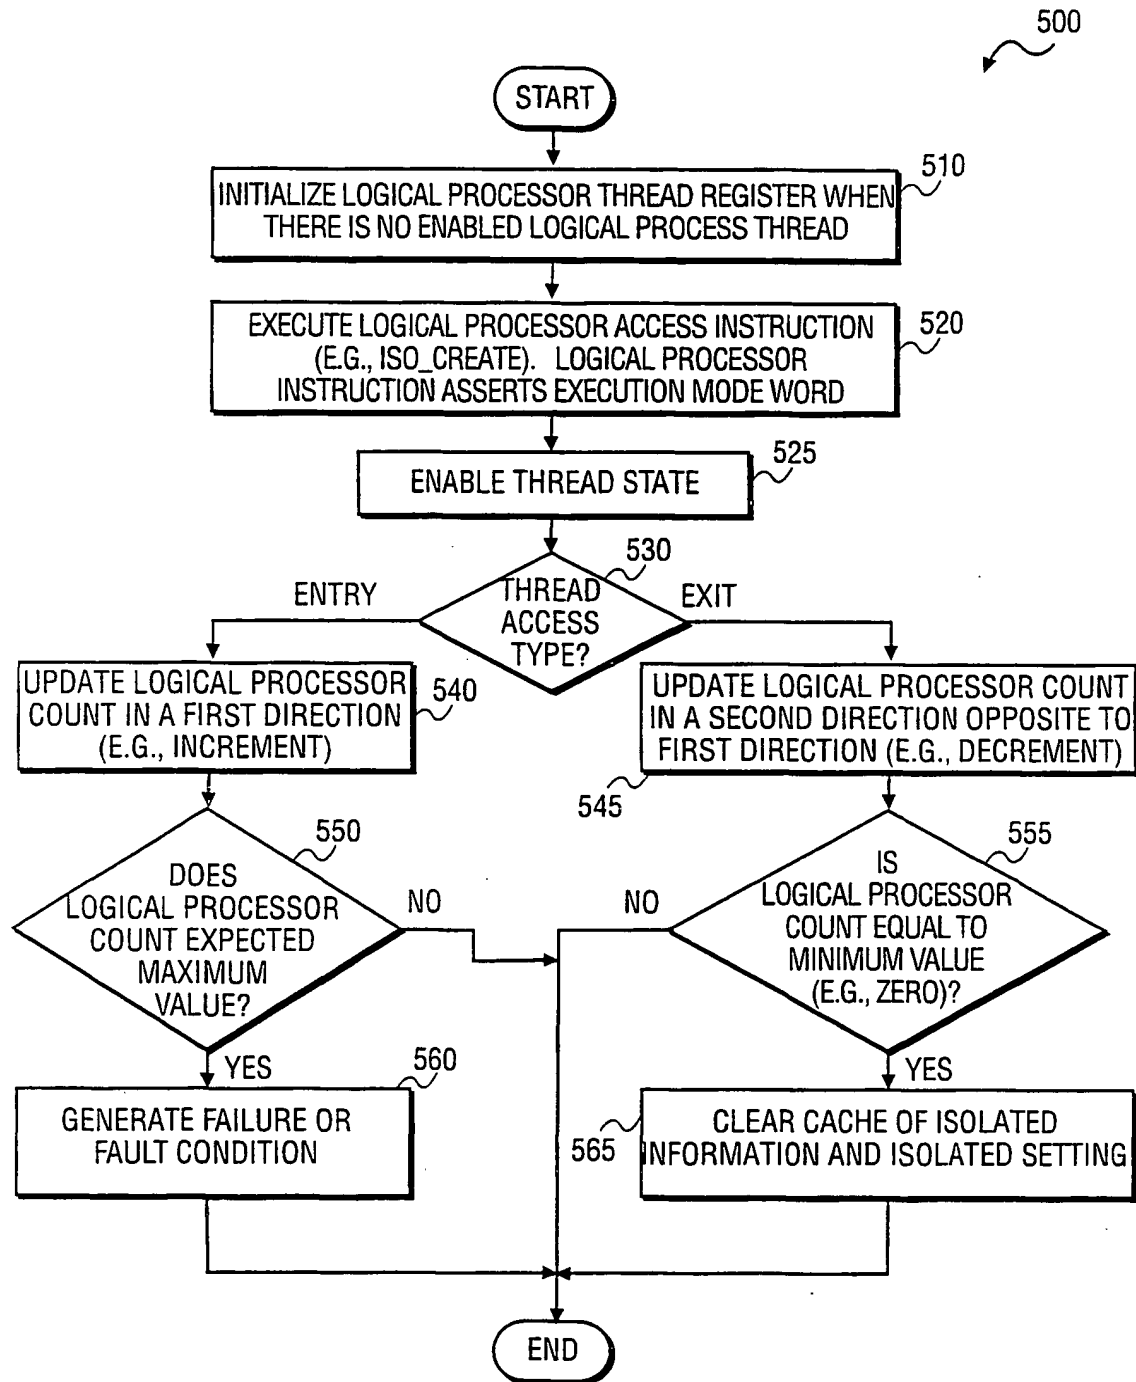 500
START
510
INITIALIZE LOGICAL PROCESSOR THREAD REGISTER WHEN
THERE IS NO ENABLED LOGICAL PROCESS THREAD
520
EXECUTE LOGICAL PROCESSOR ACCESS INSTRUCTION
(E.G., ISO_CREATE). LOGICAL PROCESSOR
INSTRUCTION ASSERTS EXECUTION MODE WORD
525
ENABLE THREAD STATE
530
THREAD
ACCESS
TYPE?
ENTRY
EXIT
UPDATE LOGICAL PROCESSOR
COUNT IN A FIRST DIRECTION
(E.G., INCREMENT)
540
UPDATE LOGICAL PROCESSOR COUNT
IN A SECOND DIRECTION OPPOSITE TO
FIRST DIRECTION (E.G., DECREMENT)
545
550
DOES
LOGICAL PROCESSOR
COUNT EXPECTED
MAXIMUM
VALUE?
NO
YES
555
IS
LOGICAL PROCESSOR
COUNT EQUAL TO
MINIMUM VALUE
(E.G., ZERO)?
NO
YES
560
GENERATE FAILURE OR
FAULT CONDITION
565
CLEAR CACHE OF ISOLATED
INFORMATION AND ISOLATED SETTING
END